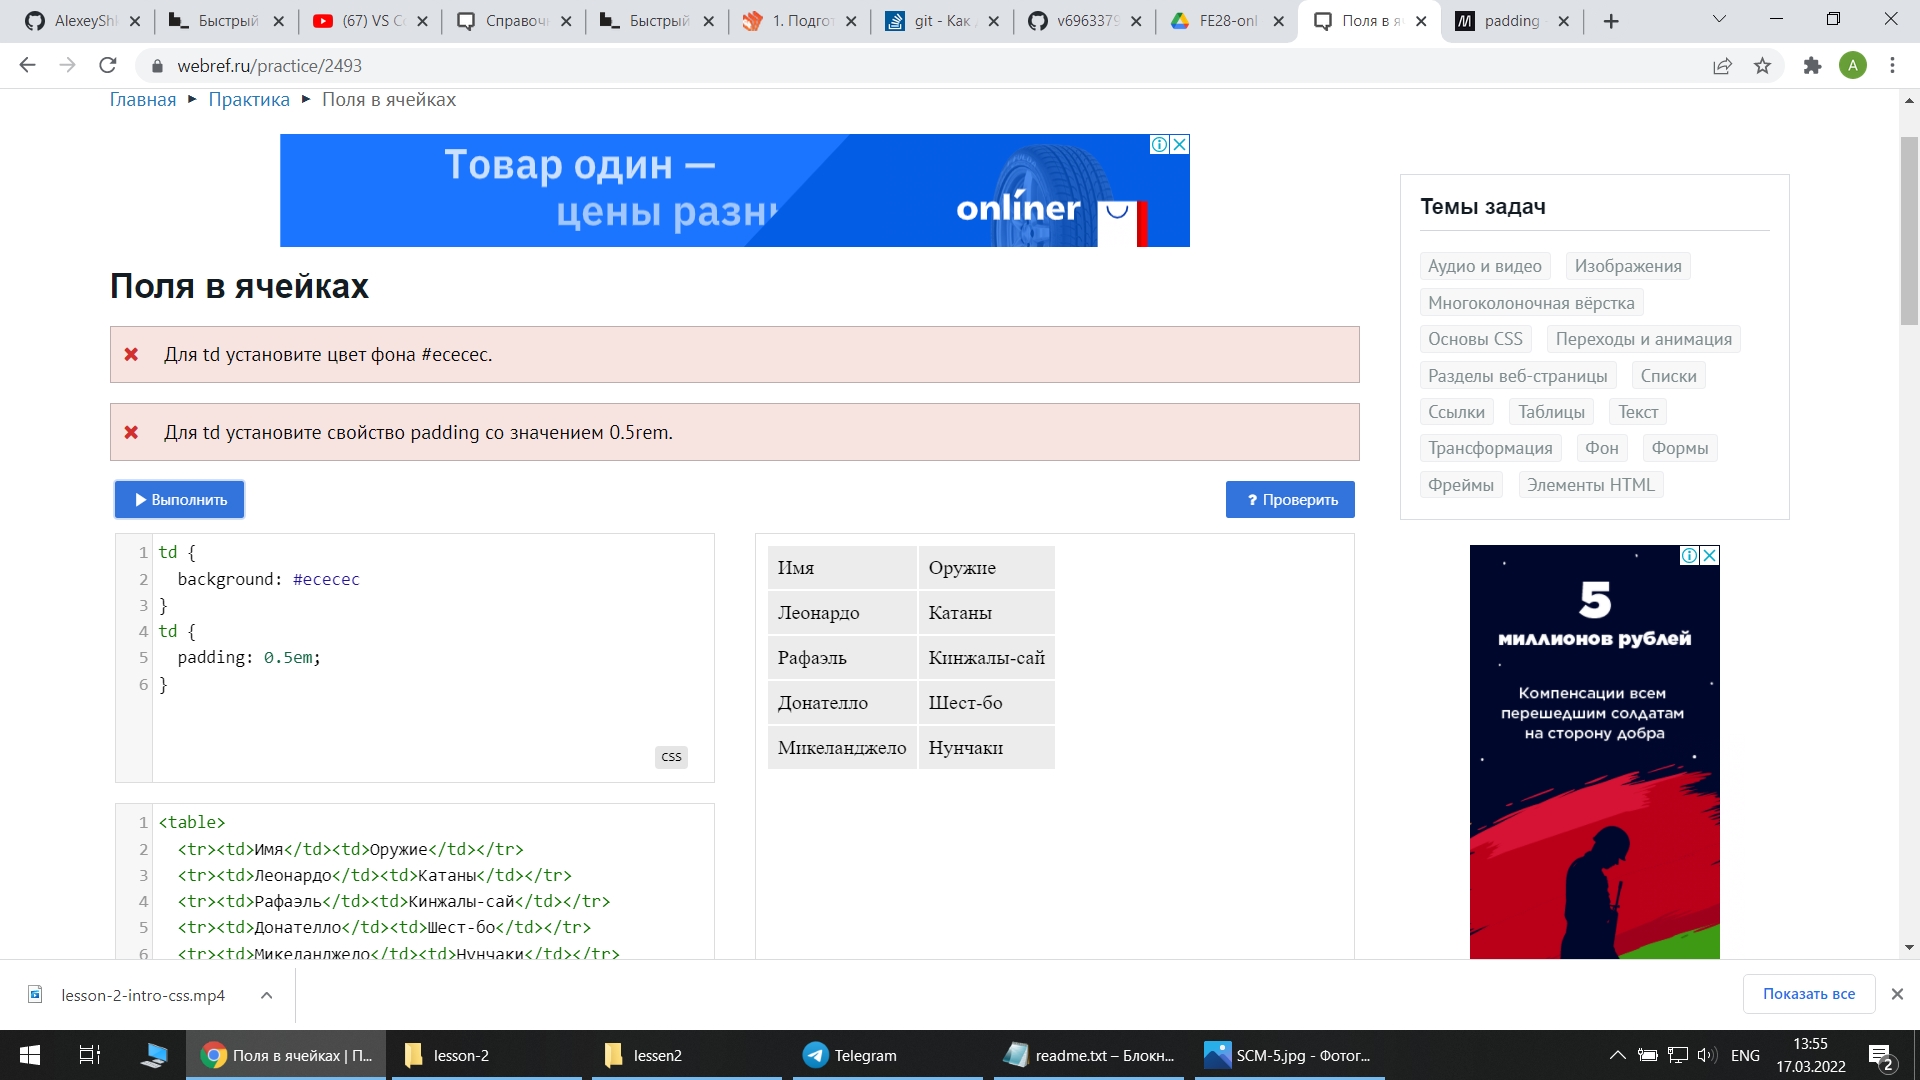 AlexeySh
Быстрый
(67) VS C
Справоч
Быстрый
1. Подго
git - Как
v6963379
FE28-onl
Поля в я
padding
webref.ru/practice/2493
A
Главная ► Практика ► Поля в ячейках
Товар один —
цены разн
onlíner
Поля в ячейках
Для td установите цвет фона #ececec.
Для td установите свойство padding со значением 0.5rem.
Выполнить
? Проверить
1 td {
2 background: #ececec
3 }
4 td {
5 padding: 0.5em;
6 }
css
1 <table>
2 <tr><td>Имя</td><td>Оружие</td></tr>
3 <tr><td>Леонардо</td><td>Катаны</td></tr>
4 <tr><td>Рафаэль</td><td>Кинжалы-сай</td></tr>
5 <tr><td>Донателло</td><td>Шест-бо</td></tr>
6 <tr><td>Микеланджело</td><td>Нунчаки</td></tr>
Имя Оружие
Леонардо Катаны
Рафаэль Кинжалы-сай
Донателло Шест-бо
Микеланджело Нунчаки
Темы задач
Аудио и видео Изображения
Многоколоночная вёрстка
Основы CSS Переходы и анимация
Разделы веб-страницы Списки
Ссылки Таблицы Текст
Трансформация Фон Формы
Фреймы Элементы HTML
5
миллионов рублей
Компенсации всем
перешедшим солдатам
на сторону добра
lesson-2-intro-css.mp4
Показать все
Поля в ячейках | П...
lesson-2
lessen2
Telegram
readme.txt – Блокн...
SCM-5.jpg - Фотог...
ENG
13:55
17.03.2022
2